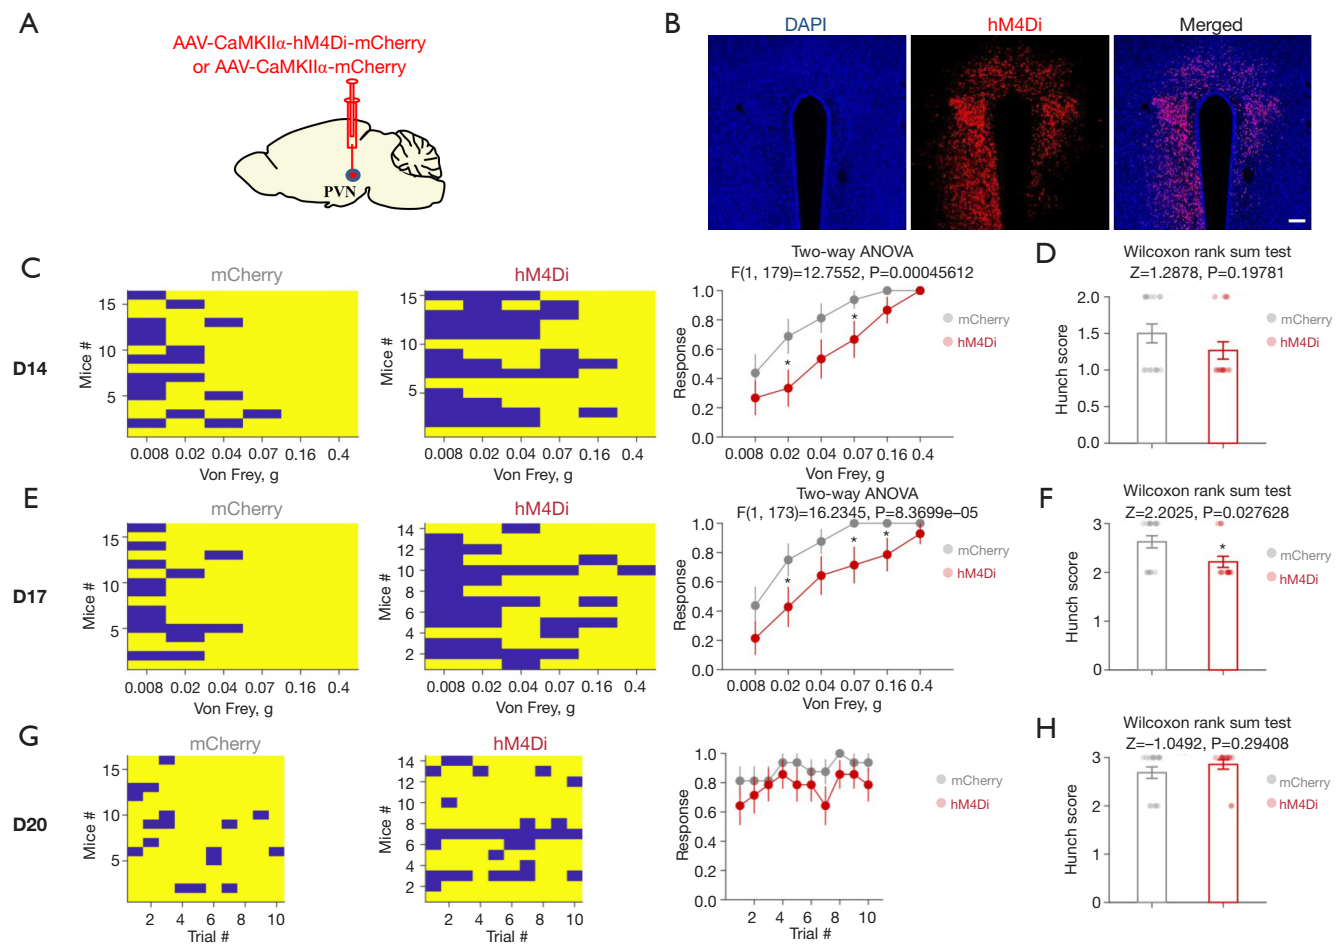 A
AAV-CaMKIIα-hM4Di-mCherry
or AAV-CaMKIIα-mCherry
PVN
B
DAPI
hM4Di
Merged
C
D14
mCherry
Mice #
15
10
5
0.008 0.02 0.04 0.07 0.16 0.4
Von Frey, g
hM4Di
Mice #
15
10
5
0.008 0.02 0.04 0.07 0.16 0.4
Von Frey, g
Two-way ANOVA
F(1, 179)=12.7552, P=0.00045612
Response
1.0
0.8
0.6
0.4
0.2
0.0
*
*
mCherry
hM4Di
0.008 0.02 0.04 0.07 0.16 0.4
Von Frey, g
D
Wilcoxon rank sum test
Z=1.2878, P=0.19781
Hunch score
2.0
1.5
1.0
0.5
0.0
mCherry
hM4Di
E
D17
mCherry
Mice #
15
10
5
0.008 0.02 0.04 0.07 0.16 0.4
Von Frey, g
hM4Di
Mice #
14
12
10
8
6
4
2
0.008 0.02 0.04 0.07 0.16 0.4
Von Frey, g
Two-way ANOVA
F(1, 173)=16.2345, P=8.3699e–05
Response
1.0
0.8
0.6
0.4
0.2
0.0
*
*
*
mCherry
hM4Di
0.008 0.02 0.04 0.07 0.16 0.4
Von Frey, g
F
Wilcoxon rank sum test
Z=2.2025, P=0.027628
Hunch score
3
2
1
0
*
mCherry
hM4Di
G
D20
mCherry
Mice #
15
10
5
2 4 6 8 10
Trial #
hM4Di
Mice #
14
12
10
8
6
4
2
2 4 6 8 10
Trial #
Response
1.0
0.8
0.6
0.4
0.2
0.0
mCherry
hM4Di
2 4 6 8 10
Trial #
H
Wilcoxon rank sum test
Z=–1.0492, P=0.29408
Hunch score
3
2
1
0
mCherry
hM4Di